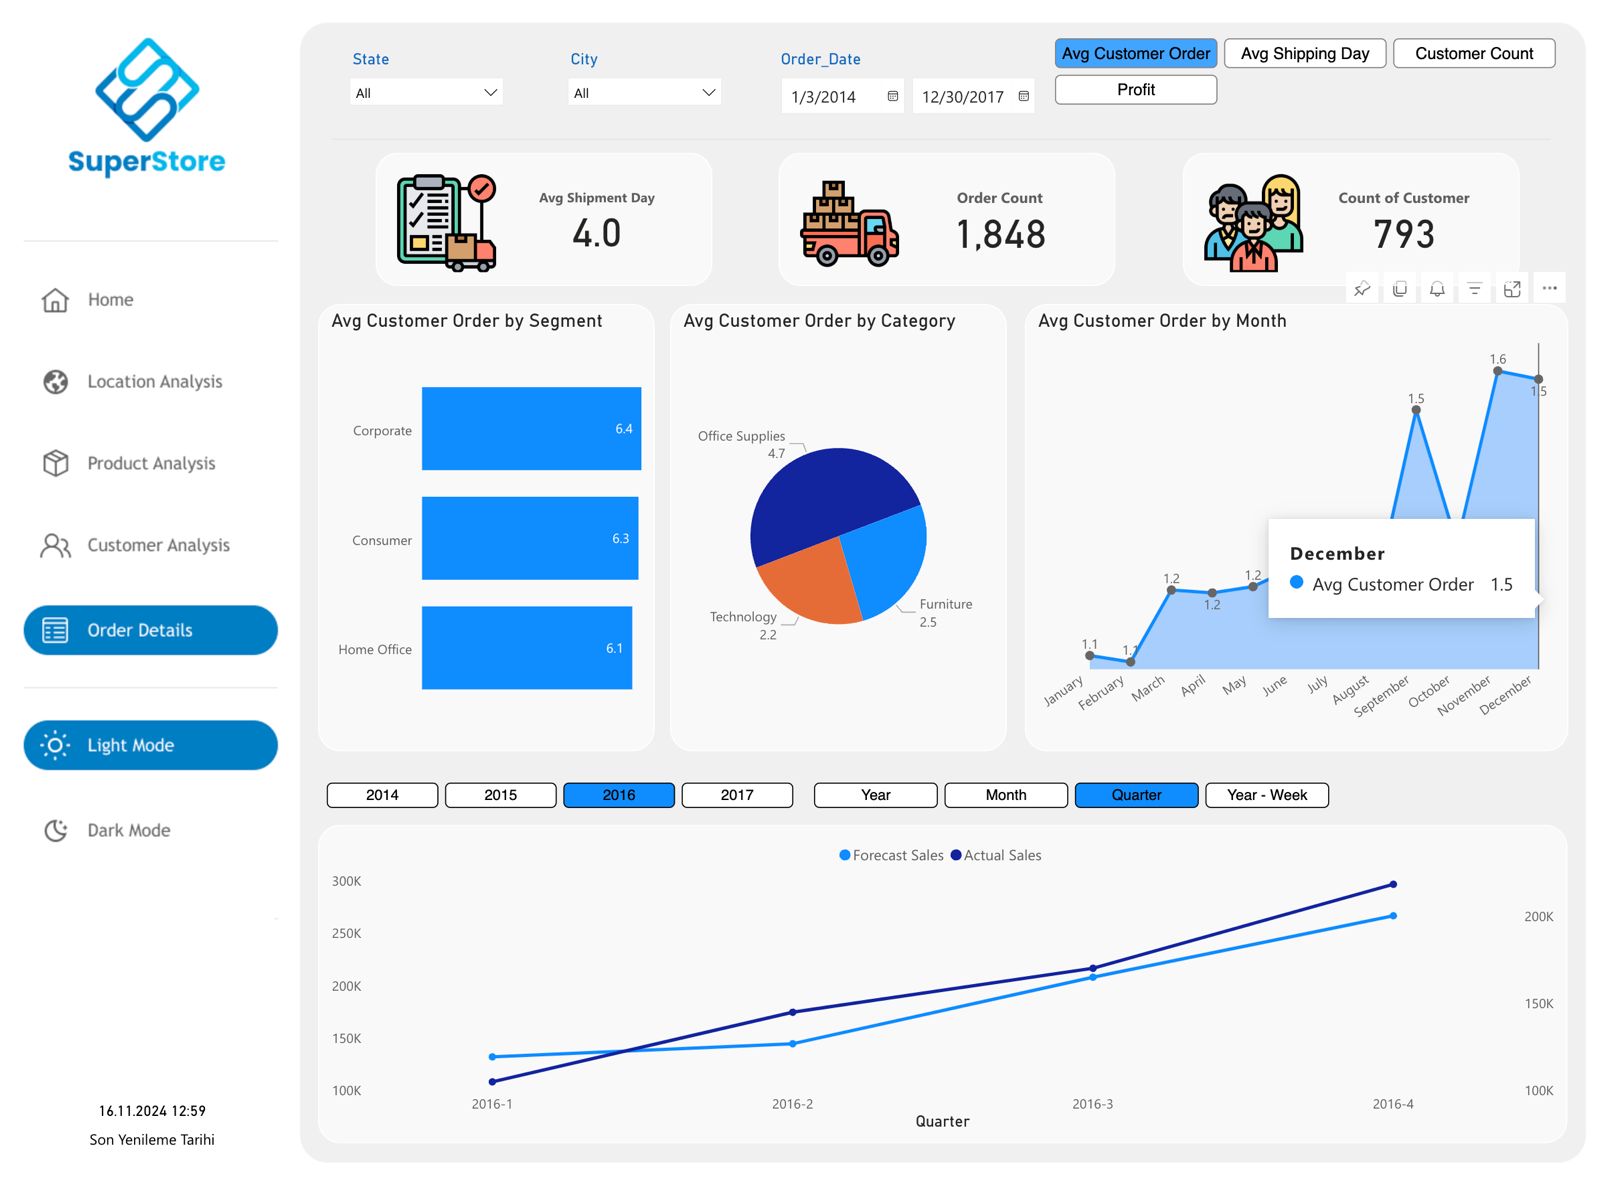 SuperStore
Home
Location Analysis
Product Analysis
Customer Analysis
Order Details
Light Mode
Dark Mode
16.11.2024 12:59
Son Yenileme Tarihi
State
All
City
All
Order_Date
1/3/2014
12/30/2017
Avg Customer Order
Avg Shipping Day
Customer Count
Profit
Avg Shipment Day
4.0
Order Count
1,848
Count of Customer
793
Avg Customer Order by Segment
Corporate
6.4
Consumer
6.3
Home Office
6.1
Avg Customer Order by Category
Office Supplies
4.7
Technology
2.2
Furniture
2.5
Avg Customer Order by Month
1.1
1.1
1.2
1.2
1.2
1.5
1.6
1.5
December
Avg Customer Order 1.5
January
February
March
April
May
June
July
August
September
October
November
December
2014
2015
2016
2017
Year
Month
Quarter
Year - Week
Forecast Sales
Actual Sales
300K
250K
200K
150K
100K
200K
150K
100K
2016-1
2016-2
2016-3
2016-4
Quarter